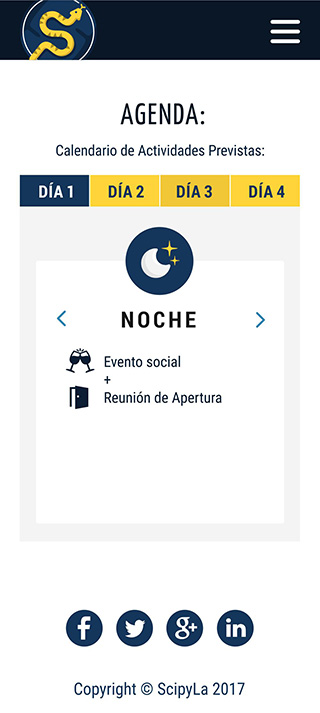 AGENDA:
Calendario de Actividades Previstas:
DÍA 1 DÍA 2 DÍA 3 DÍA 4
NOCHE
Evento social
+
Reunión de Apertura
Copyright © ScipyLa 2017